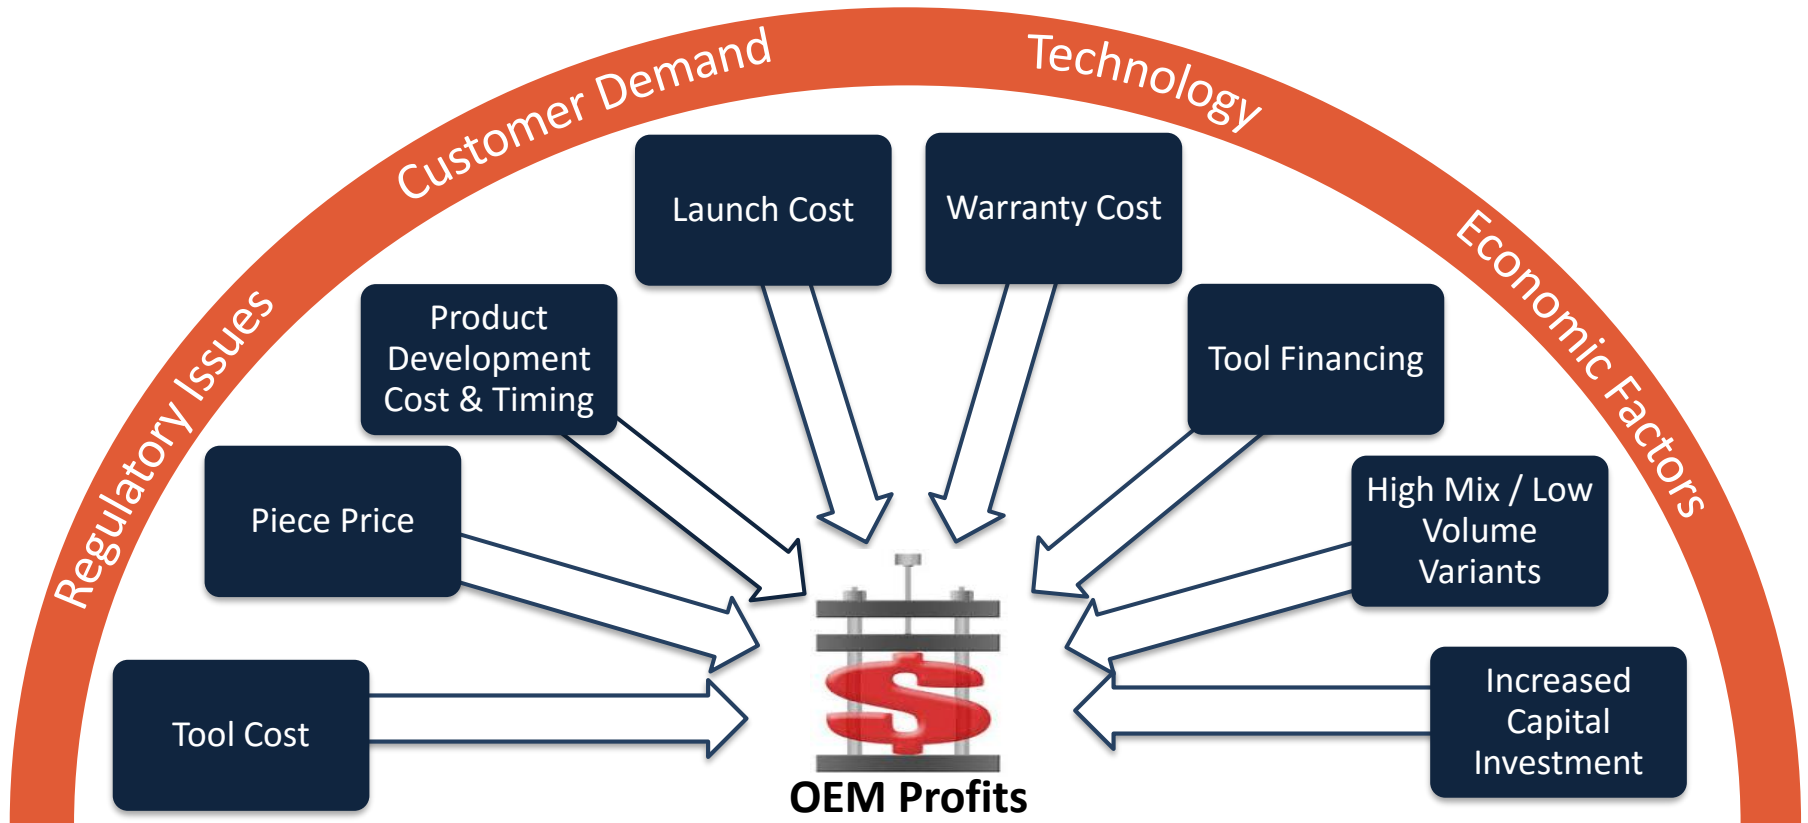 Regulatory Issues
Customer Demand
Technology
Economic Factors
Launch Cost
Warranty Cost
Product
Development
Cost & Timing
Tool Financing
Piece Price
High Mix / Low
Volume
Variants
Tool Cost
Increased
Capital
Investment
$
OEM Profits